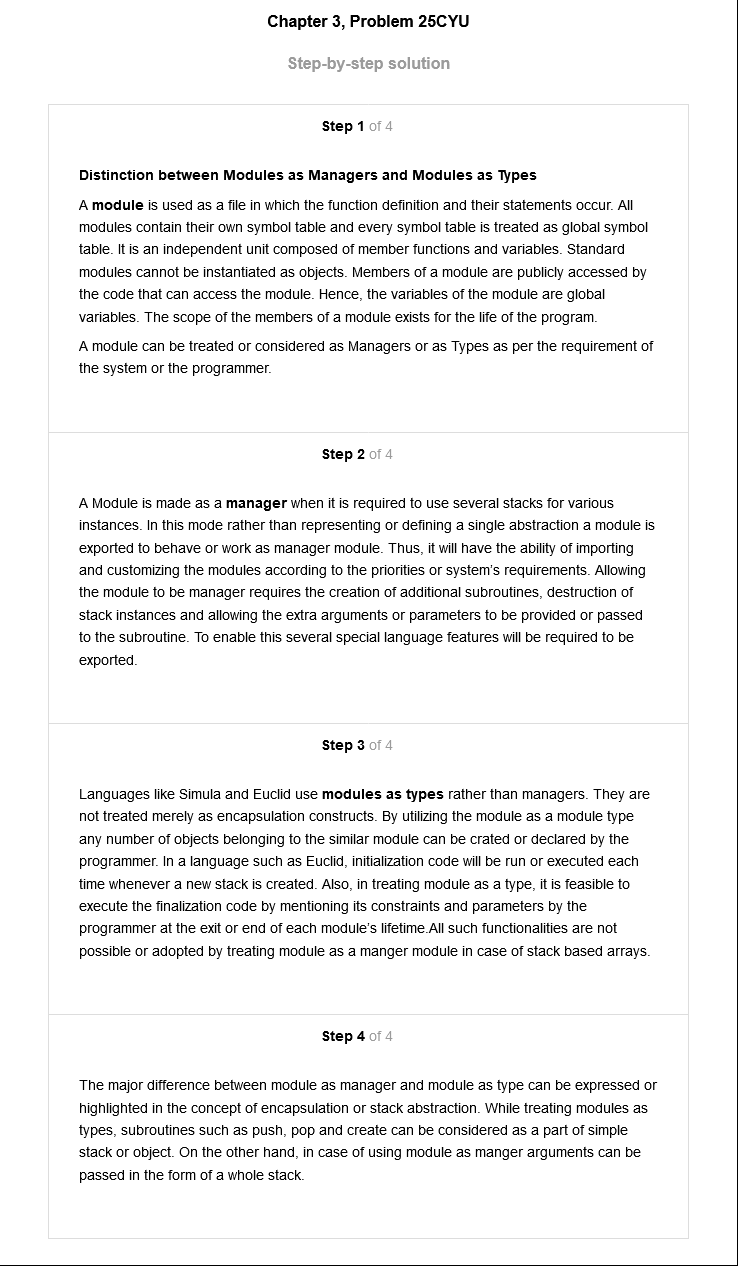 Chapter 3, Problem 25CYU
Step-by-step solution
Step 1 of 4
Distinction between Modules as Managers and Modules as Types
A module is used as a file in which the function definition and their statements occur. All
modules contain their own symbol table and every symbol table is treated as global symbol
table. It is an independent unit composed of member functions and variables. Standard
modules cannot be instantiated as objects. Members of a module are publicly accessed by
the code that can access the module. Hence, the variables of the module are global
variables. The scope of the members of a module exists for the life of the program.
A module can be treated or considered as Managers or as Types as per the requirement of
the system or the programmer.
Step 2 of 4
A Module is made as a manager when it is required to use several stacks for various
instances. In this mode rather than representing or defining a single abstraction a module is
exported to behave or work as manager module. Thus, it will have the ability of importing
and customizing the modules according to the priorities or system's requirements. Allowing
the module to be manager requires the creation of additional subroutines, destruction of
stack instances and allowing the extra arguments or parameters to be provided or passed
to the subroutine. To enable this several special language features will be required to be
exported.
Step 3 of 4
Languages like Simula and Euclid use modules as types rather than managers. They are
not treated merely as encapsulation constructs. By utilizing the module as a module type
any number of objects belonging to the similar module can be crated or declared by the
programmer. In a language such as Euclid, initialization code will be run or executed each
time whenever a new stack is created. Also, in treating module as a type, it is feasible to
execute the finalization code by mentioning its constraints and parameters by the
programmer at the exit or end of each module's lifetime.All such functionalities are not
possible or adopted by treating module as a manger module in case of stack based arrays.
Step 4 of 4
The major difference between module as manager and module as type can be expressed or
highlighted in the concept of encapsulation or stack abstraction. While treating modules as
types, subroutines such as push, pop and create can be considered as a part of simple
stack or object. On the other hand, in case of using module as manger arguments can be
passed in the form of a whole stack.